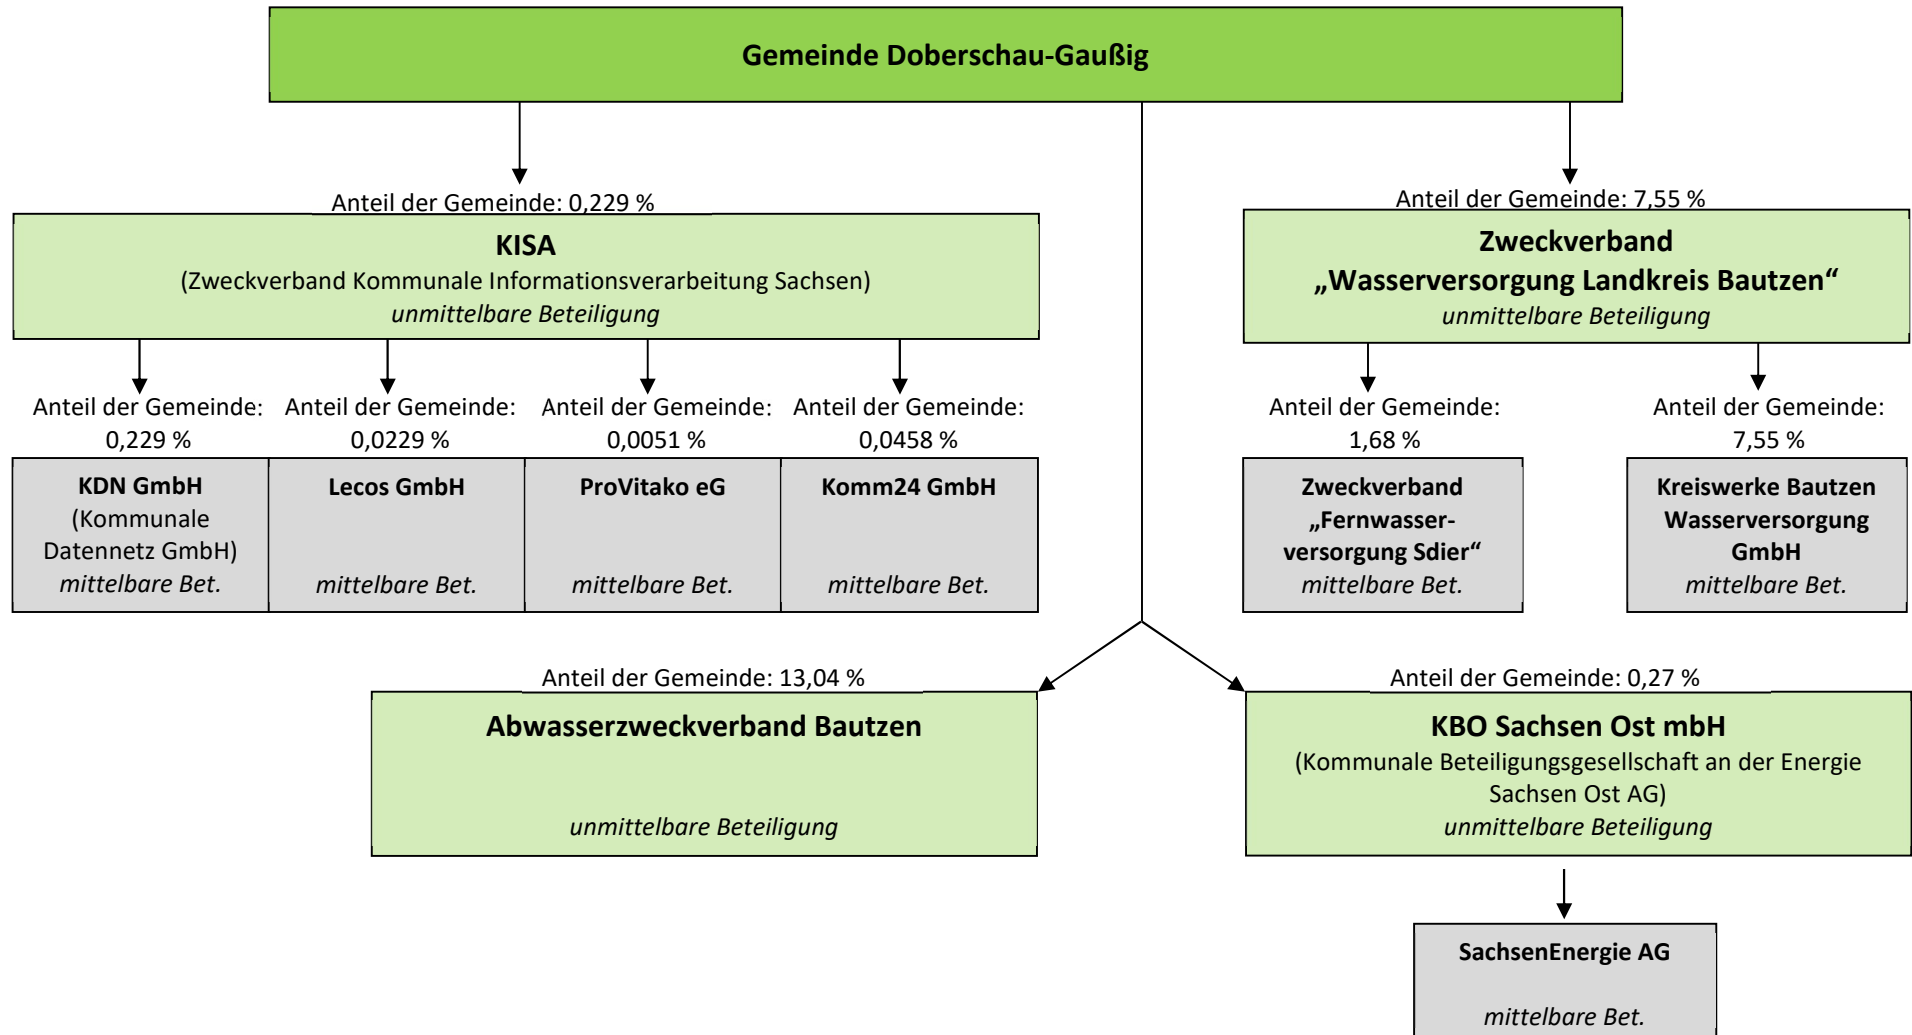 Gemeinde Doberschau-Gaußig
Anteil der Gemeinde: 0,229 %
KISA
(Zweckverband Kommunale Informationsverarbeitung Sachsen)
unmittelbare Beteiligung
Anteil der Gemeinde:
0,229 %
KDN GmbH
(Kommunale
Datennetz GmbH)
mittelbare Bet.
Anteil der Gemeinde:
0,0229 %
Lecos GmbH
mittelbare Bet.
Anteil der Gemeinde:
0,0051 %
ProVitako eG
mittelbare Bet.
Anteil der Gemeinde:
0,0458 %
Komm24 GmbH
mittelbare Bet.
Anteil der Gemeinde: 7,55 %
Zweckverband
„Wasserversorgung Landkreis Bautzen“
unmittelbare Beteiligung
Anteil der Gemeinde:
1,68 %
Zweckverband
„Fernwasser-
versorgung Sdier“
mittelbare Bet.
Anteil der Gemeinde:
7,55 %
Kreiswerke Bautzen
Wasserversorgung
GmbH
mittelbare Bet.
Anteil der Gemeinde: 13,04 %
Abwasserzweckverband Bautzen
unmittelbare Beteiligung
Anteil der Gemeinde: 0,27 %
KBO Sachsen Ost mbH
(Kommunale Beteiligungsgesellschaft an der Energie
Sachsen Ost AG)
unmittelbare Beteiligung
SachsenEnergie AG
mittelbare Bet.